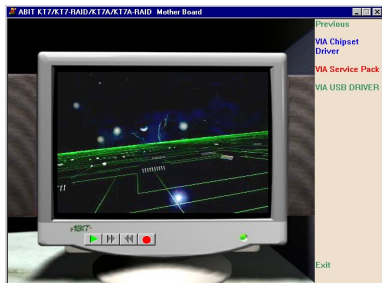 ABIT KT7/KT7-RAID/KT7A/KT7A-RAID Mother Board
Previous
VIA Chipset
Driver
VIA Service Pack
VIA USB DRIVER
ABIT
Exit